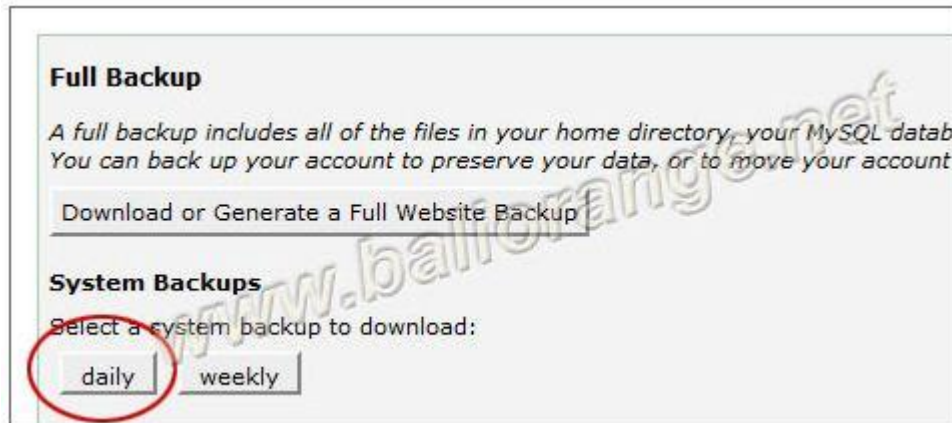 Full Backup
A full backup includes all of the files in your home directory, your MySQL datab
You can back up your account to preserve your data, or to move your account
Download or Generate a Full Website Backup
System Backups
Select a system backup to download:
daily weekly
www.baliorange.net